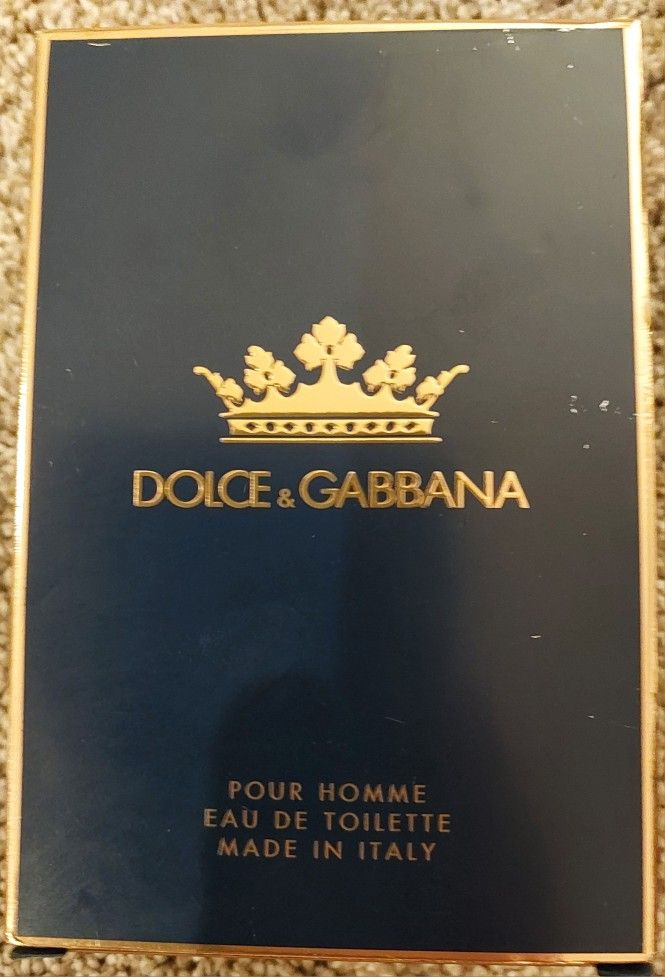 DOLCE & GABBANA
POUR HOMME
EAU DE TOILETTE
MADE IN ITALY